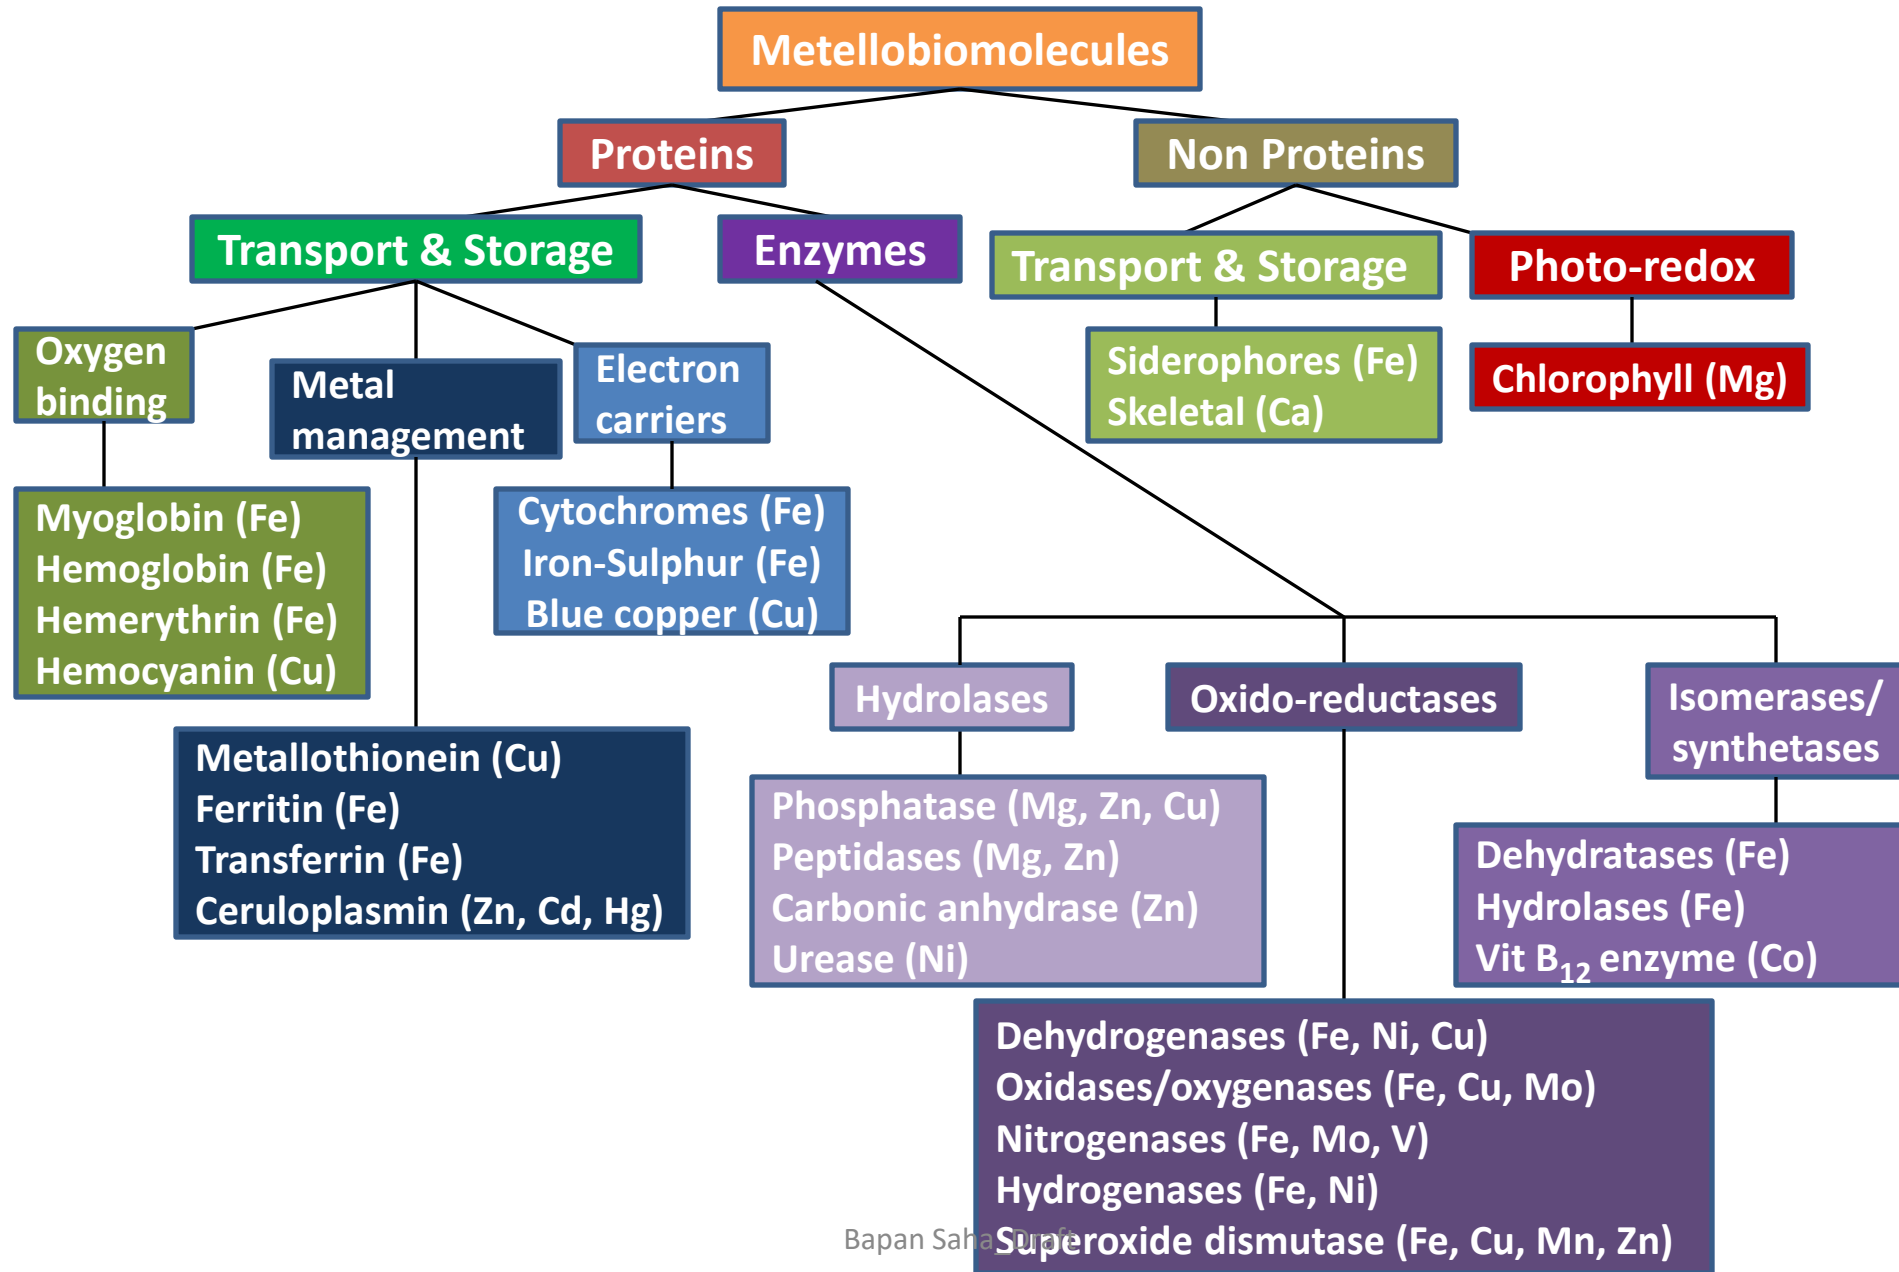 Metellobiomolecules
Proteins
Non Proteins
Transport & Storage
Enzymes
Transport & Storage
Photo-redox
Oxygen
binding
Metal
management
Electron
carriers
Siderophores (Fe)
Skeletal (Ca)
Chlorophyll (Mg)
Myoglobin (Fe)
Hemoglobin (Fe)
Hemerythrin (Fe)
Hemocyanin (Cu)
Cytochromes (Fe)
Iron-Sulphur (Fe)
Blue copper (Cu)
Hydrolases
Oxido-reductases
Isomerases/
synthetases
Metallothionein (Cu)
Ferritin (Fe)
Transferrin (Fe)
Ceruloplasmin (Zn, Cd, Hg)
Phosphatase (Mg, Zn, Cu)
Peptidases (Mg, Zn)
Carbonic anhydrase (Zn)
Urease (Ni)
Dehydratases (Fe)
Hydrolases (Fe)
Vit B₁₂ enzyme (Co)
Dehydrogenases (Fe, Ni, Cu)
Oxidases/oxygenases (Fe, Cu, Mo)
Nitrogenases (Fe, Mo, V)
Hydrogenases (Fe, Ni)
Superoxide dismutase (Fe, Cu, Mn, Zn)
Bapan Saha_Draft